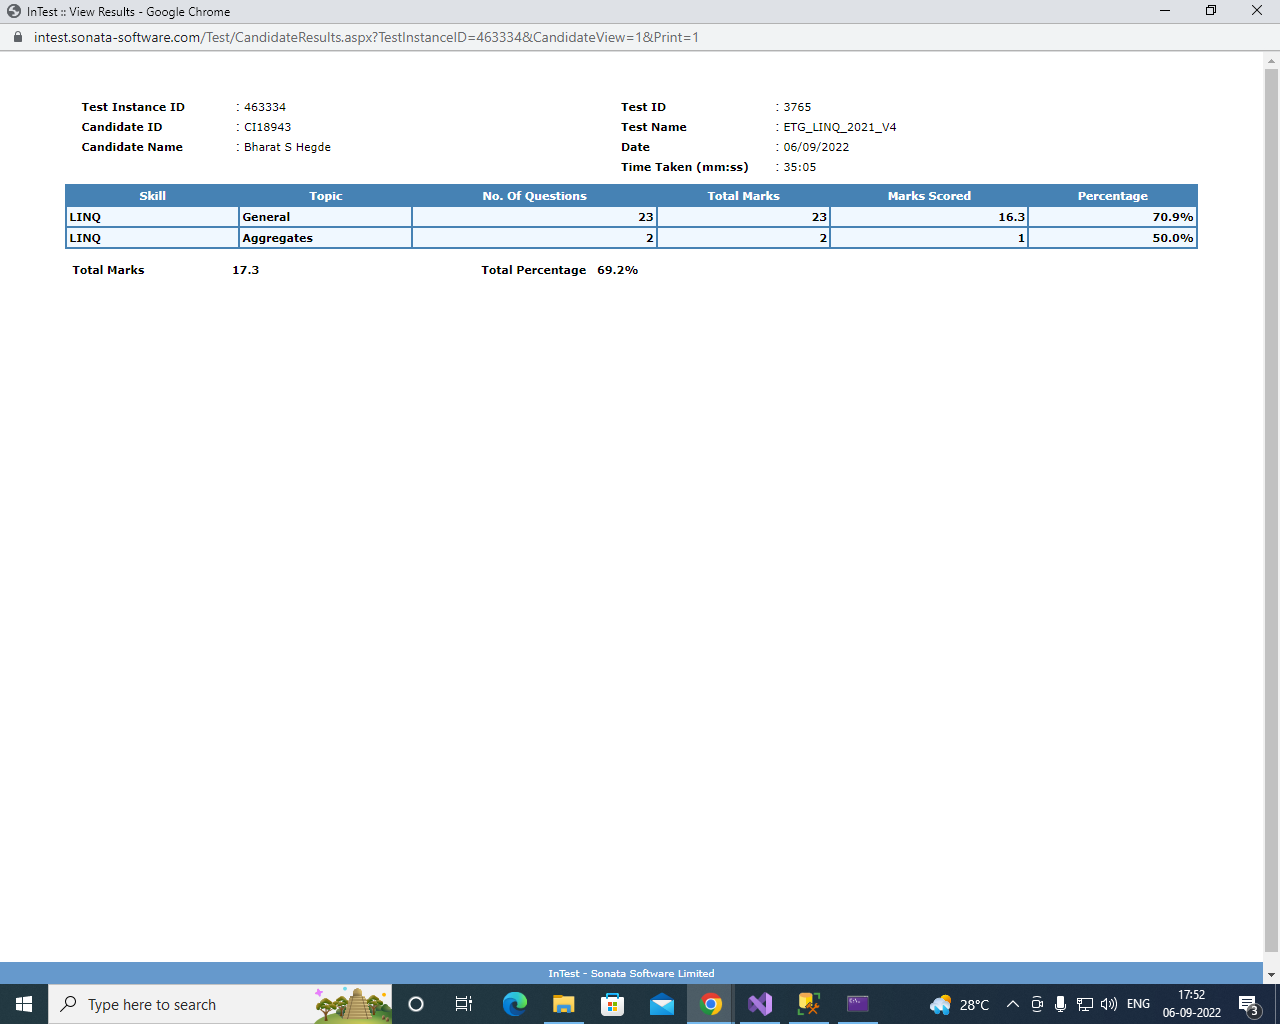 InTest :: View Results - Google Chrome
intest.sonata-software.com/Test/CandidateResults.aspx?TestInstanceID=463334&CandidateView=1&Print=1
Test Instance ID : 463334 Test ID : 3765
Candidate ID : CI18943 Test Name : ETG_LINQ_2021_V4
Candidate Name : Bharat S Hegde Date : 06/09/2022
Time Taken (mm:ss) : 35:05
Skill Topic No. Of Questions Total Marks Marks Scored Percentage
LINQ General 23 23 16.3 70.9%
LINQ Aggregates 2 2 1 50.0%
Total Marks 17.3 Total Percentage 69.2%
InTest - Sonata Software Limited
Type here to search 28°C ENG 17:52
06-09-2022 3